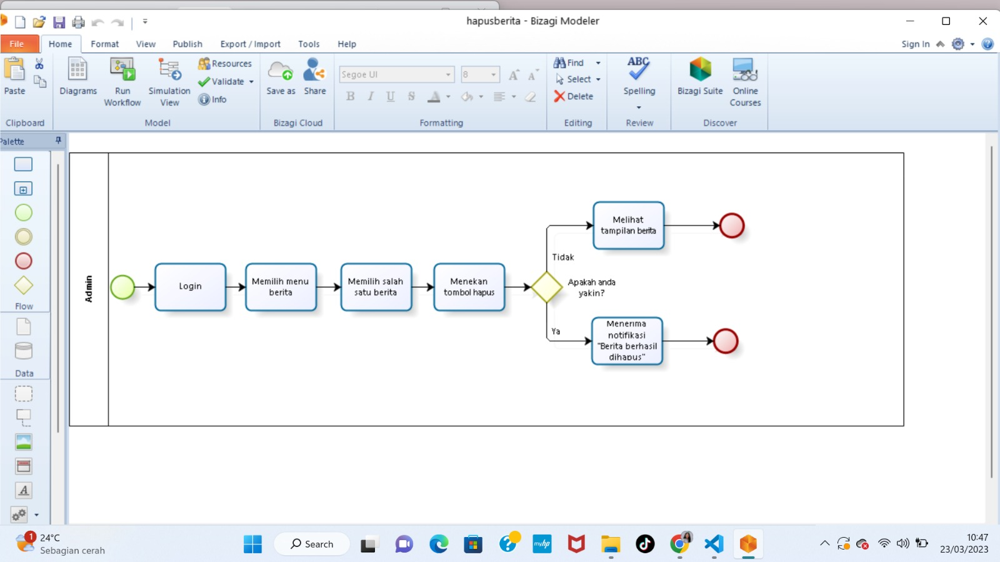 hapusberita - Bizagi Modeler
File Home Format View Publish Export / Import Tools Help Sign In
Paste
Diagrams
Run
Workflow
Simulation
View
Resources
Validate
Info
Save as
Share
Segoe UI 8
B I U S A
Find
Select
Delete
ABC
Spelling
Bizagi Suite
Online
Courses
Clipboard Model Bizagi Cloud Formatting Editing Review Discover
Palette
Flow
Data
A
Admin
Login
Memilih menu
berita
Memilih salah
satu berita
Menekan
tombol hapus
Apakah anda
yakin?
Tidak
Melihat
tampilan berita
Ya
Menerima
notifikasi
"Berita berhasil
dihapus"
1
24°C
Sebagian cerah
Search
myhp
10:47
23/03/2023